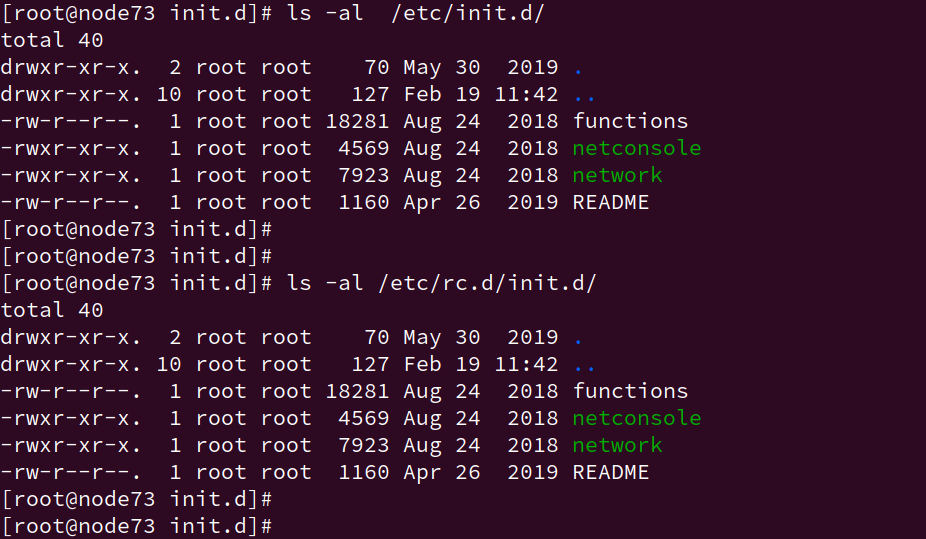 [root@node73 init.d]# ls -al  /etc/init.d/
total 40
drwxr-xr-x.  2 root root    70 May 30  2019 .
drwxr-xr-x. 10 root root   127 Feb 19 11:42 ..
-rw-r--r--.  1 root root 18281 Aug 24  2018 functions
-rwxr-xr-x.  1 root root  4569 Aug 24  2018 netconsole
-rwxr-xr-x.  1 root root  7923 Aug 24  2018 network
-rw-r--r--.  1 root root  1160 Apr 26  2019 README
[root@node73 init.d]#
[root@node73 init.d]#
[root@node73 init.d]# ls -al /etc/rc.d/init.d/
total 40
drwxr-xr-x.  2 root root    70 May 30  2019 .
drwxr-xr-x. 10 root root   127 Feb 19 11:42 ..
-rw-r--r--.  1 root root 18281 Aug 24  2018 functions
-rwxr-xr-x.  1 root root  4569 Aug 24  2018 netconsole
-rwxr-xr-x.  1 root root  7923 Aug 24  2018 network
-rw-r--r--.  1 root root  1160 Apr 26  2019 README
[root@node73 init.d]#
[root@node73 init.d]#